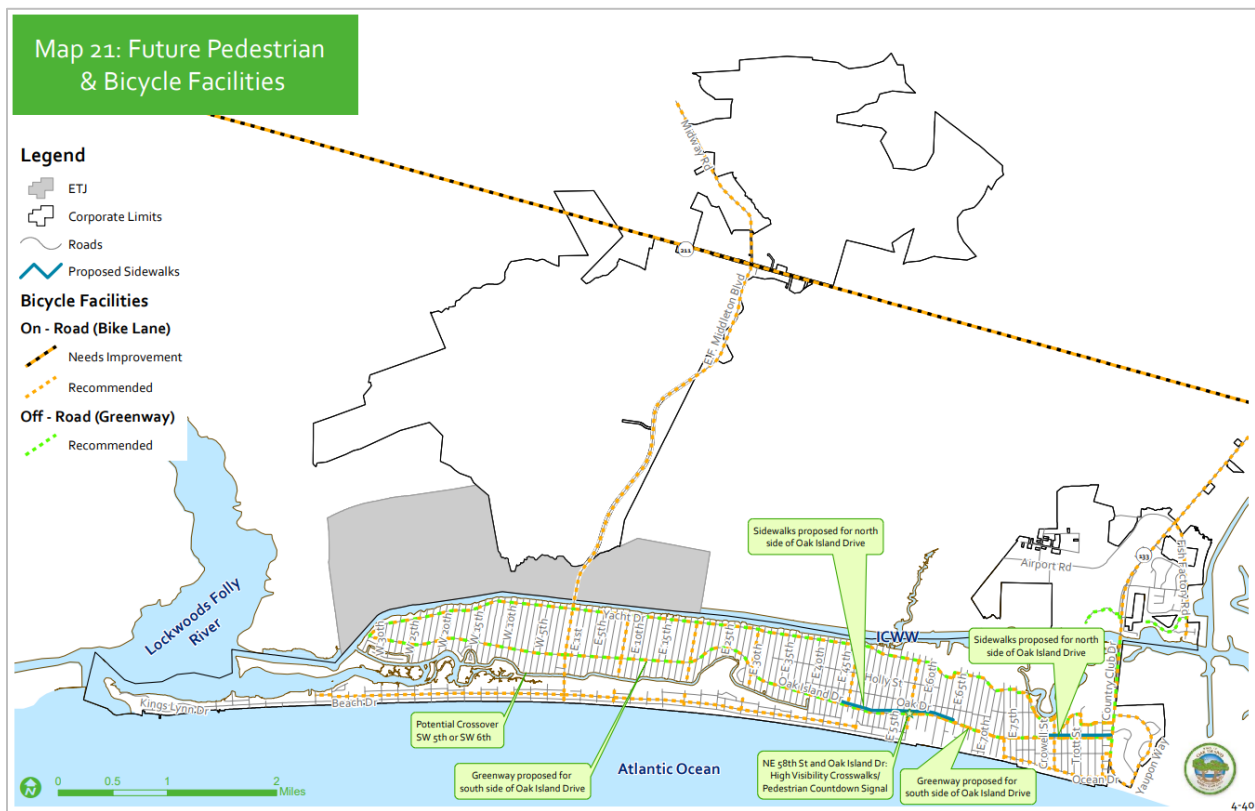 Map 21: Future Pedestrian
& Bicycle Facilities
Legend
ETJ
Corporate Limits
Roads
Proposed Sidewalks
Bicycle Facilities
On - Road (Bike Lane)
Needs Improvement
Recommended
Off - Road (Greenway)
Recommended
Midway Rd
211
E.F. Middleton Blvd
Lockwoods Folly
River
Sidewalks proposed for north
side of Oak Island Drive
Airport Rd
133
Fish Factory Rd
ICWW
Sidewalks proposed for north
side of Oak Island Drive
Yacht Dr
W 30th
W 25th
W 20th
W 15th
W 10th
W 5th
E 1st
E 5th
E 10th
E 15th
E 25th
E 30th
E 35th
E 40th
E 45th
Holly St
E 60th
E 65th
Oak Island Dr
Oak Dr
E 55th
E 70th
E 75th
Crowell St
Trott St
Country Club Dr
Kings Lynn Dr
Beach Dr
Ocean Dr
Yaupon Way
Potential Crossover
SW 5th or SW 6th
Greenway proposed for
south side of Oak Island Drive
Atlantic Ocean
NE 58th St and Oak Island Dr:
High Visibility Crosswalks/
Pedestrian Countdown Signal
Greenway proposed for
south side of Oak Island Drive
N
0 0.5 1 2
Miles